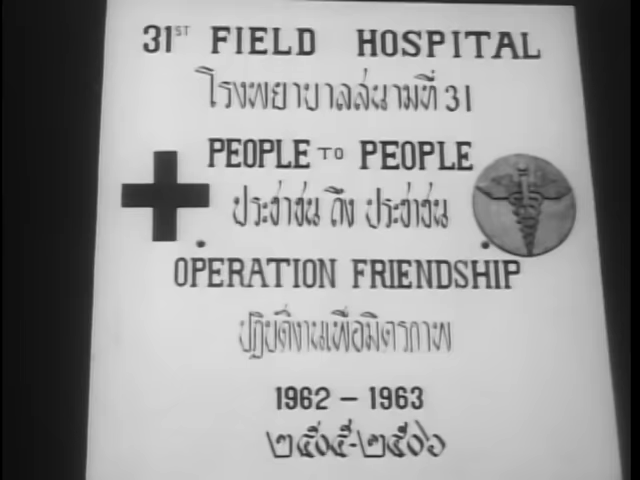 31ST FIELD HOSPITAL
โรงพยาบาลสนามที่ 31
PEOPLE TO PEOPLE
ประชาชน ถึง ประชาชน
OPERATION FRIENDSHIP
ปฏิบัติงานเพื่อมิตรภาพ
1962 – 1963
๒๕๐๕-๒๕๐๖